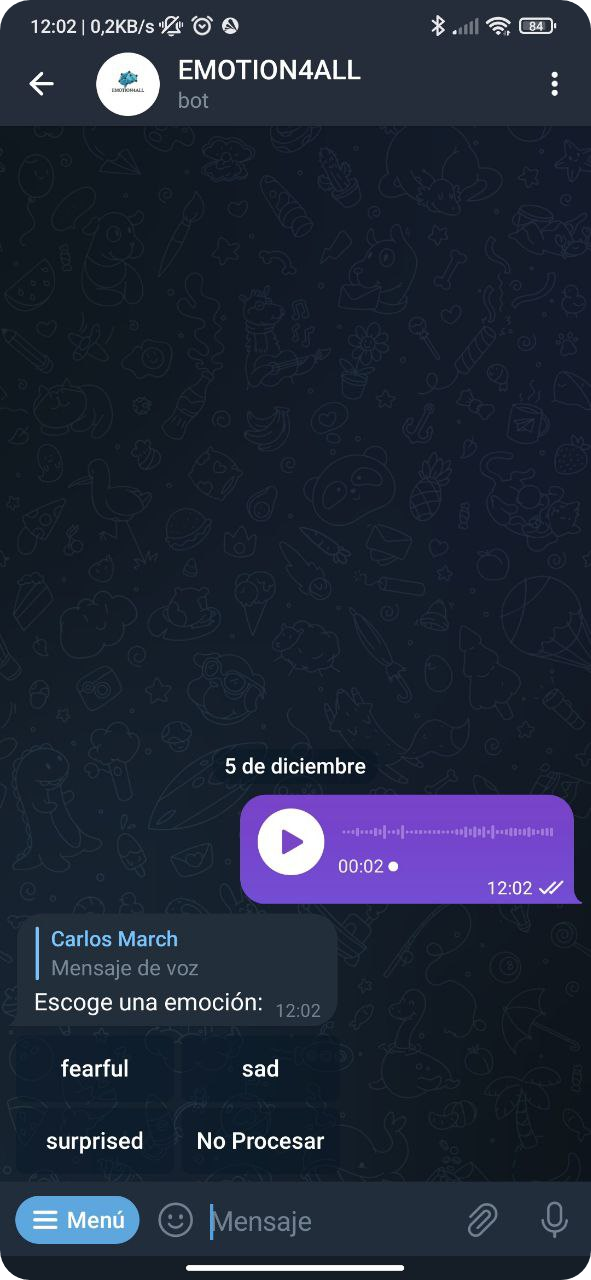 12:02 | 0,2KB/s
84
EMOTION4ALL
EMOTION4ALL
bot
5 de diciembre
00:02
12:02
Carlos March
Mensaje de voz
Escoge una emoción: 12:02
fearful sad
surprised No Procesar
Menú Mensaje